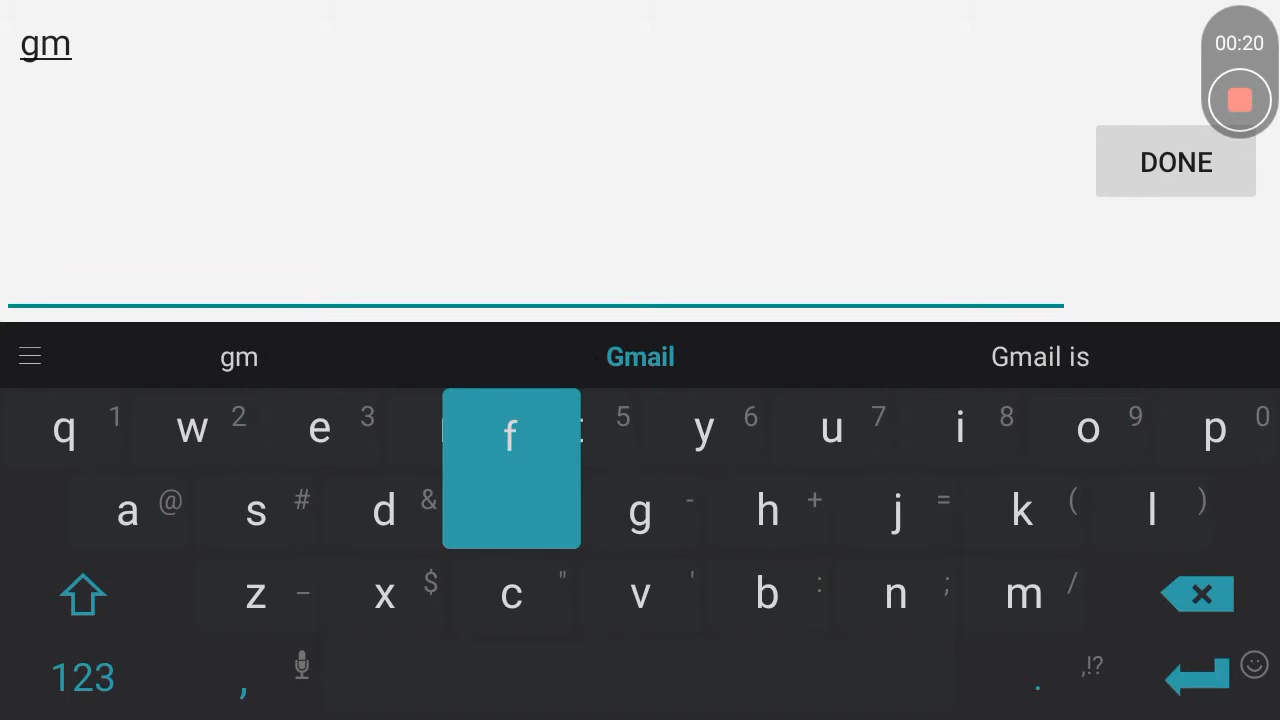 gm
00:20
DONE
gm Gmail Gmail is
q 1 w 2 e 3 5 y 6 u 7 i 8 o 9 p 0
f
a @ s # d & g - h + j = k ( l )
z _ x $ c " v ' b : n ; m /
123 , . ,!?